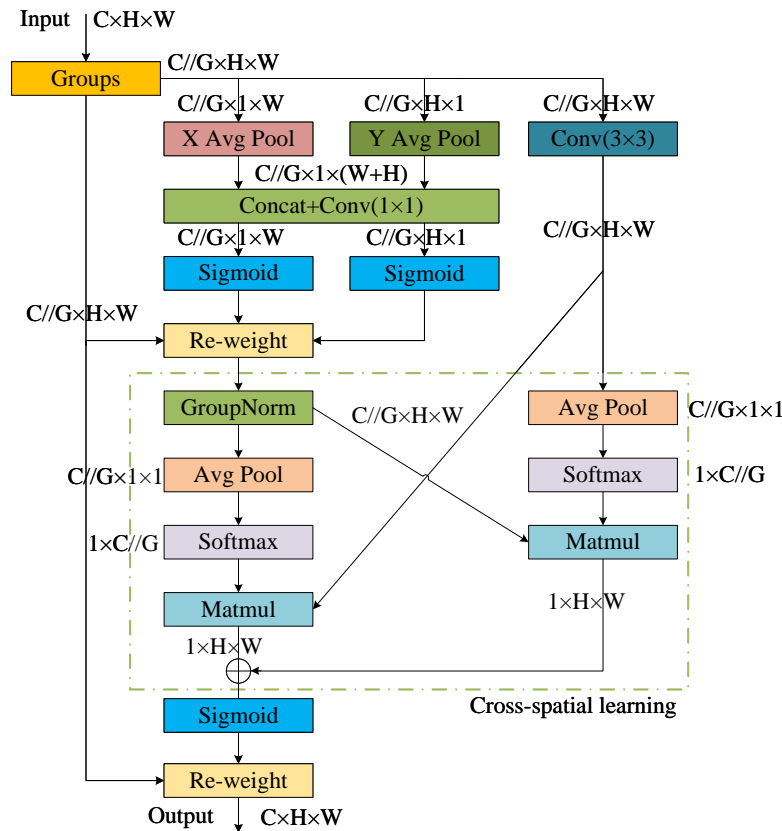 Input C×H×W
Groups
C//G×H×W
C//G×1×W
C//G×H×1
C//G×H×W
X Avg Pool
Y Avg Pool
Conv(3×3)
C//G×1×(W+H)
Concat+Conv(1×1)
C//G×1×W
C//G×H×1
C//G×H×W
Sigmoid
Sigmoid
C//G×H×W
Re-weight
GroupNorm
C//G×H×W
Avg Pool
C//G×1×1
C//G×1×1
Avg Pool
Softmax
1×C//G
1×C//G
Softmax
Matmul
Matmul
1×H×W
1×H×W
Sigmoid
Cross-spatial learning
Re-weight
Output C×H×W